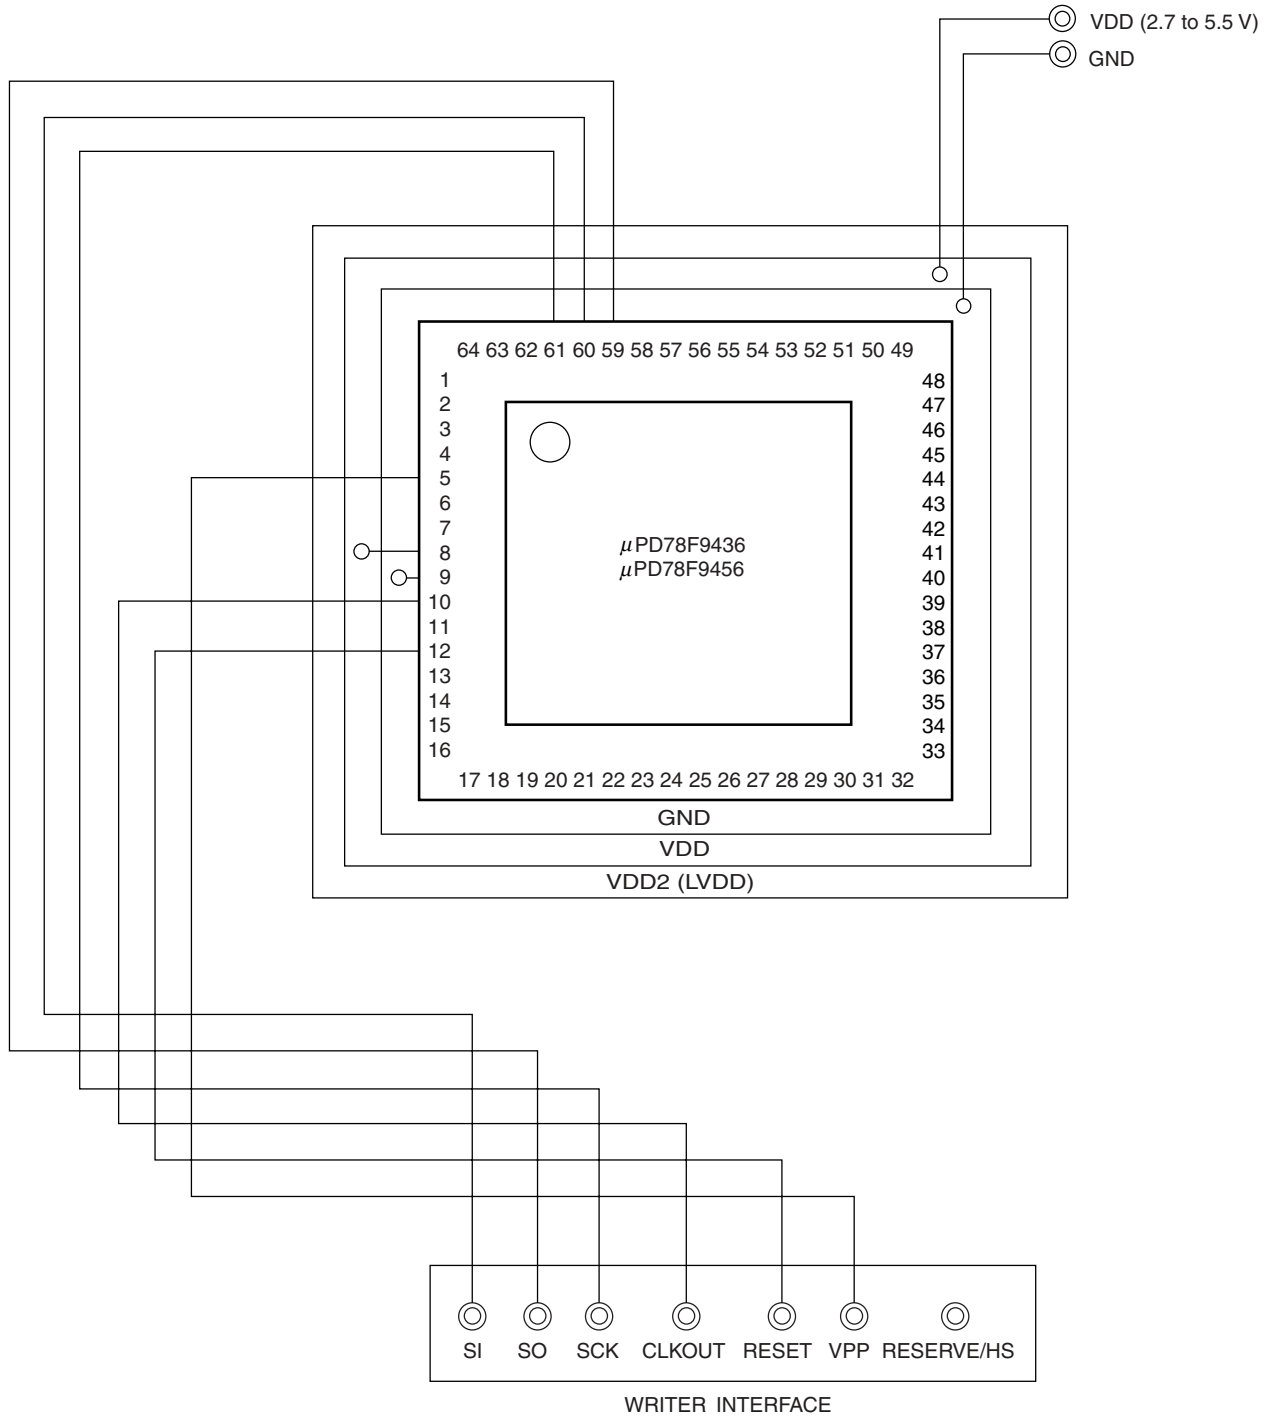 VDD (2.7 to 5.5 V)
GND
64 63 62 61 60 59 58 57 56 55 54 53 52 51 50 49
1 48
2 47
3 46
4 45
5 44
6 43
7 42
8 41
9 40
10 39
11 38
12 37
13 36
14 35
15 34
16 33
μPD78F9436
μPD78F9456
17 18 19 20 21 22 23 24 25 26 27 28 29 30 31 32
GND
VDD
VDD2 (LVDD)
SI SO SCK CLKOUT RESET VPP RESERVE/HS
WRITER INTERFACE